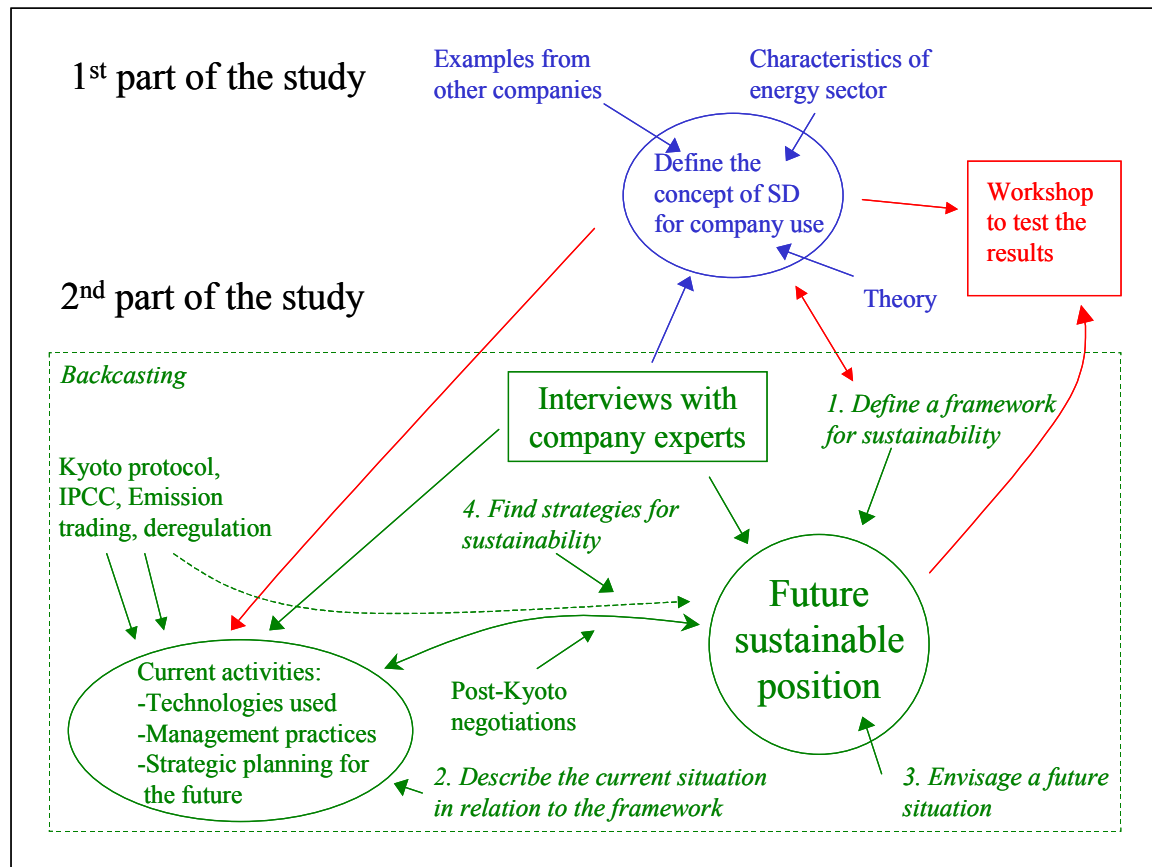 1st part of the study
Examples from
other companies
Characteristics of
energy sector
Define the
concept of SD
for company use
Workshop
to test the
results
Theory
2nd part of the study
Backcasting
Interviews with
company experts
1. Define a framework
for sustainability
Kyoto protocol,
IPCC, Emission
trading, deregulation
4. Find strategies for
sustainability
Future
sustainable
position
Current activities:
-Technologies used
-Management practices
-Strategic planning for
the future
Post-Kyoto
negotiations
2. Describe the current situation
in relation to the framework
3. Envisage a future
situation